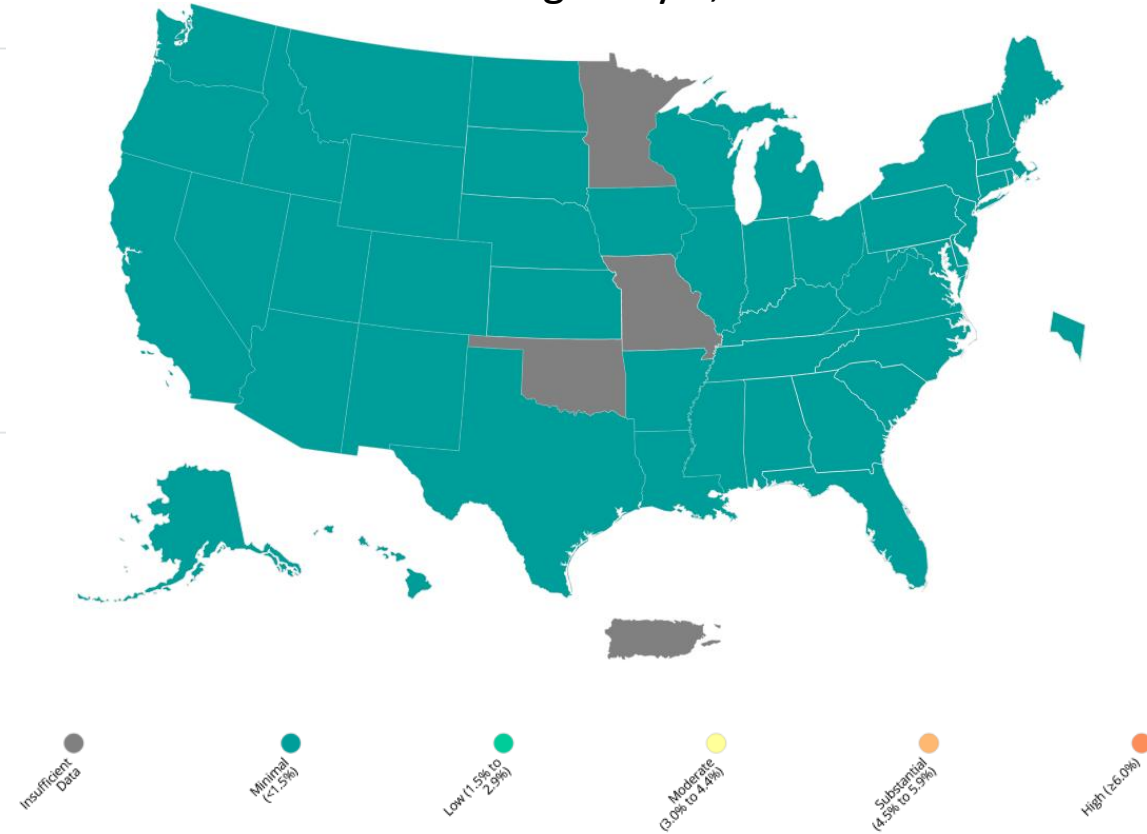 Insufficient
Data
Minimal
(<1.5%)
Low (1.5% to
2.9%)
Moderate
(3.0% to 4.4%)
Substantial
(4.5% to 5.9%)
High (≥6.0%)